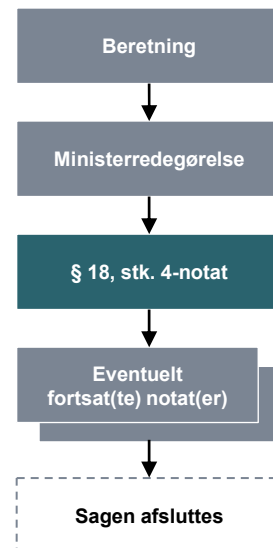 Beretning
Ministerredegørelse
§ 18, stk. 4-notat
Eventuelt
fortsat(te) notat(er)
Sagen afsluttes